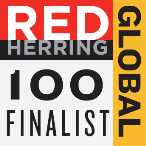 RED
HERRING
100
FINALIST
GLOBAL